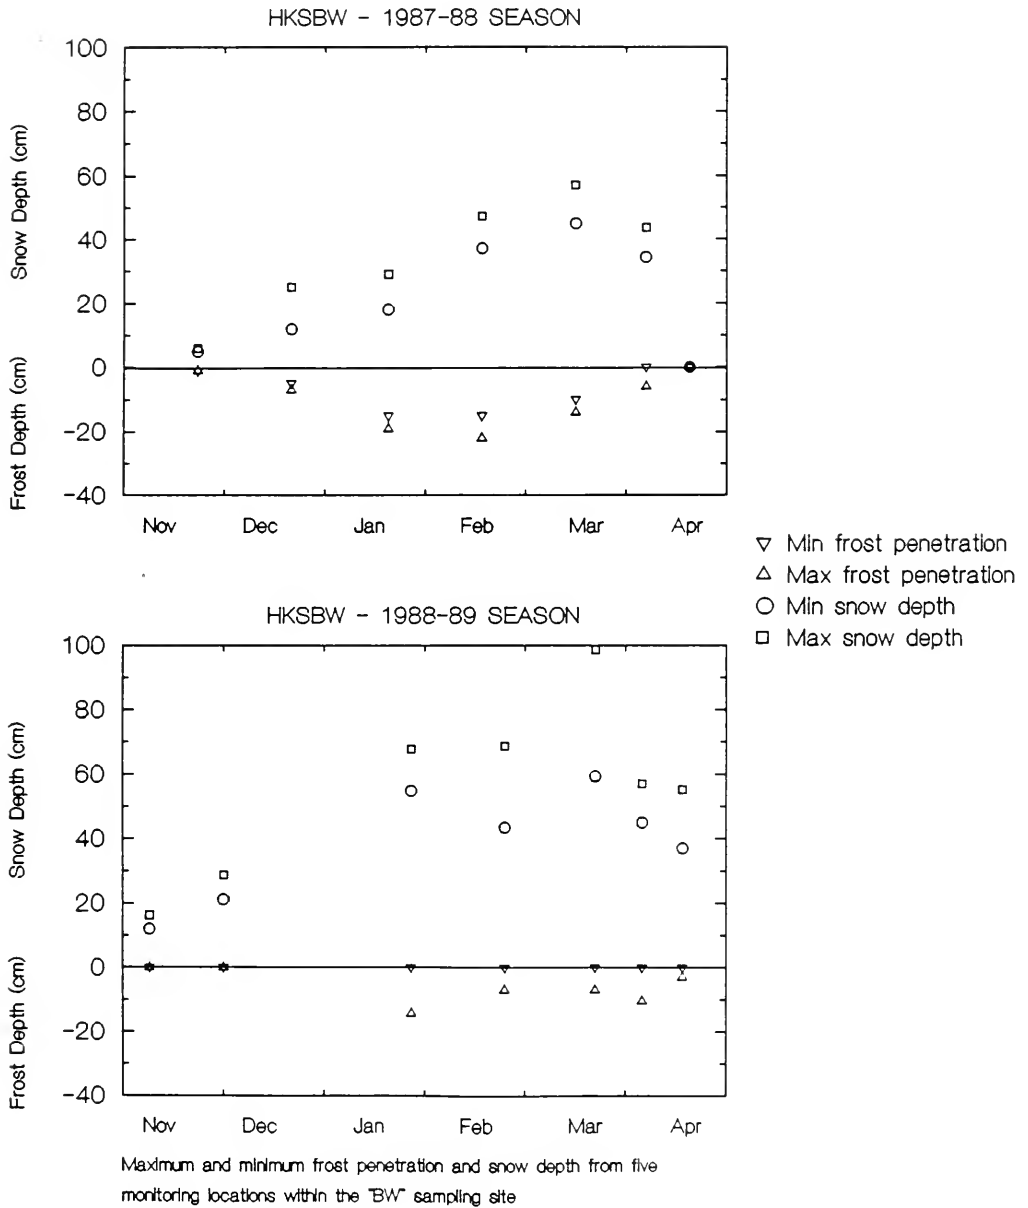 HKSBW - 1987-88 SEASON
100
80
60
40
20
0
-20
-40
Snow Depth (cm)
Frost Depth (cm)
Nov Dec Jan Feb Mar Apr
Min frost penetration
Max frost penetration
Min snow depth
Max snow depth
HKSBW - 1988-89 SEASON
100
80
60
40
20
0
-20
-40
Snow Depth (cm)
Frost Depth (cm)
Nov Dec Jan Feb Mar Apr
Maximum and minimum frost penetration and snow depth from five
monitoring locations within the "BW" sampling site